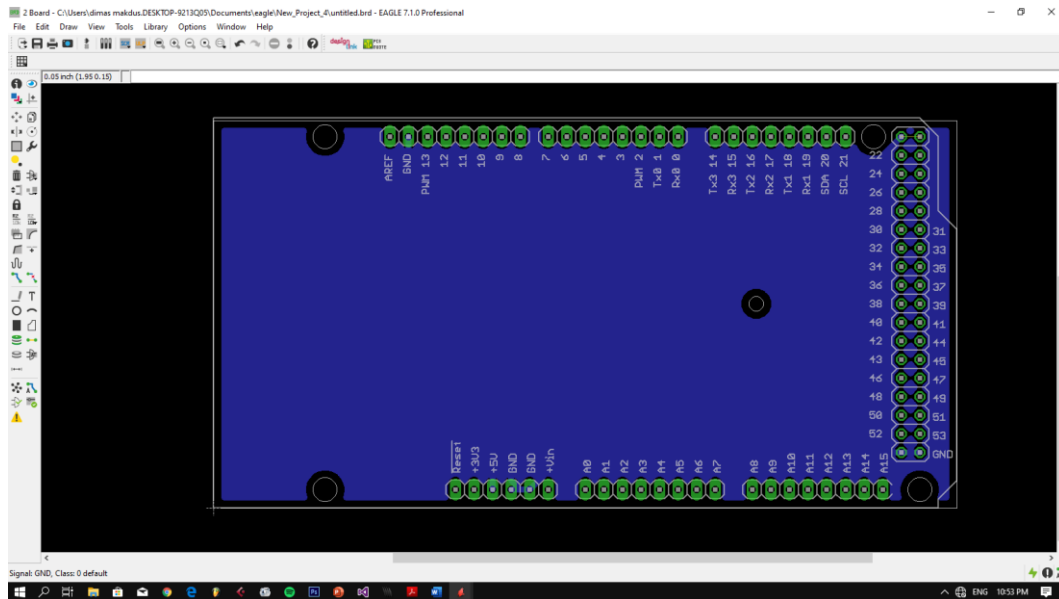 2 Board - C:\Users\dimas makdus.DESKTOP-9213Q05\Documents\eagle\New_Project_4\untitled.brd - EAGLE 7.1.0 Professional
File Edit Draw View Tools Library Options Window Help
0.05 inch (1.95 0.15)
AREF
GND
PWM 13
12
11
10
9
8
7
6
5
4
3
PWM 2
Tx0 1
Rx0 0
Tx3 14
Rx3 15
Tx2 16
Rx2 17
Tx1 18
Rx1 19
SDA 20
SCL 21
22
24
26
28
30 31
32 33
34 35
36 37
38 39
40 41
42 44
43 45
46 47
48 49
50 51
52 53
GND
Reset
+3V3
+5V
GND
GND
+Vin
A0
A1
A2
A3
A4
A5
A6
A7
A8
A9
A10
A11
A12
A13
A14
A15
Signal: GND, Class: 0 default
ENG 10:53 PM